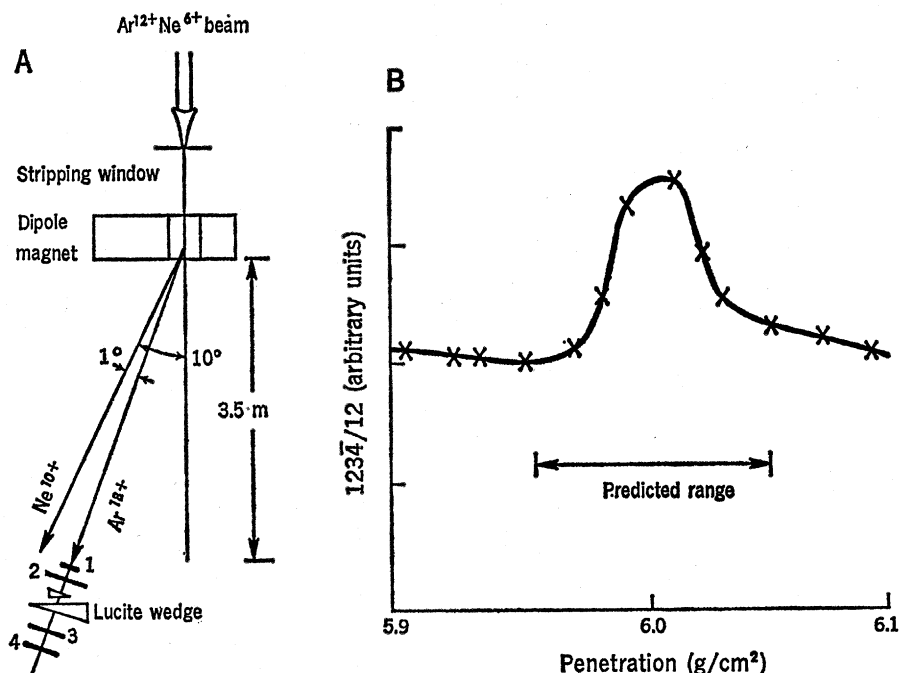 Ar¹²⁺Ne⁶⁺ beam
A
Stripping window
Dipole
magnet
1°
10°
3.5 m
Ne¹⁰⁺
Ar¹⁸⁺
1
2
Lucite wedge
3
4
B
1234̅/12 (arbitrary units)
Predicted range
5.9
6.0
6.1
Penetration (g/cm²)